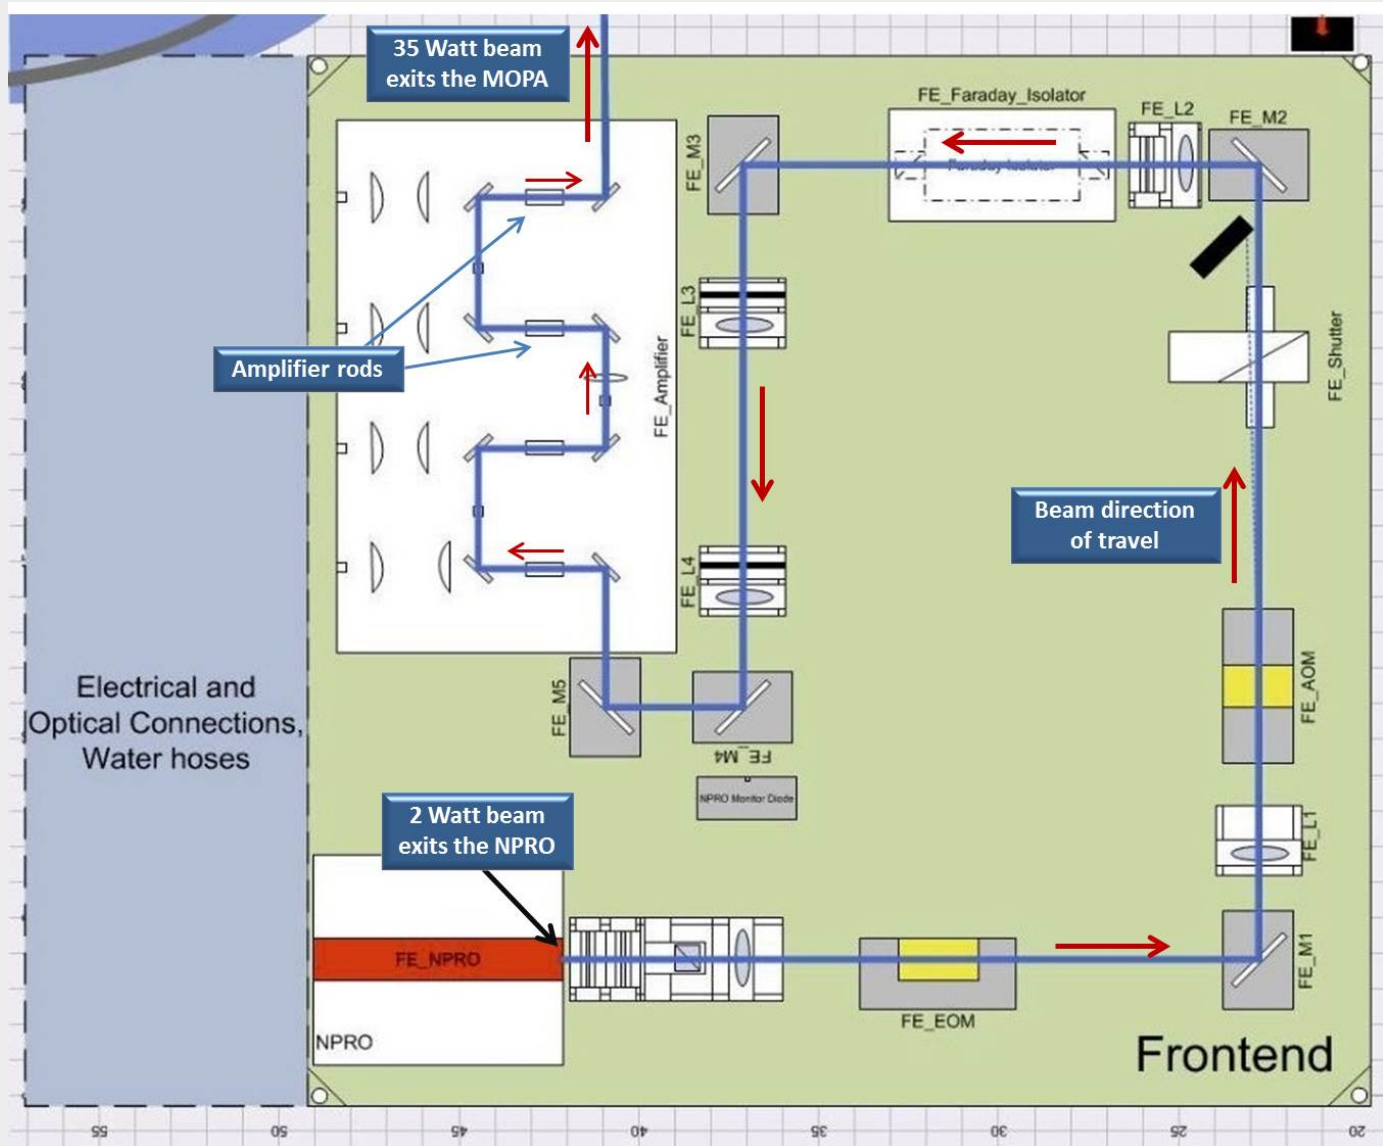 35 Watt beam
exits the MOPA
FE_Faraday_Isolator
FE_L2
FE_M2
FE_M3
Faraday Isolator
FE_L3
FE_Shutter
Amplifier rods
FE_Amplifier
Beam direction
of travel
FE_L4
FE_AOM
Electrical and
Optical Connections,
Water hoses
FE_M5
FE_M4
NPRO Monitor Diode
2 Watt beam
exits the NPRO
FE_L1
FE_NPRO
FE_M1
FE_EOM
NPRO
Frontend
55
50
45
40
35
30
25
20